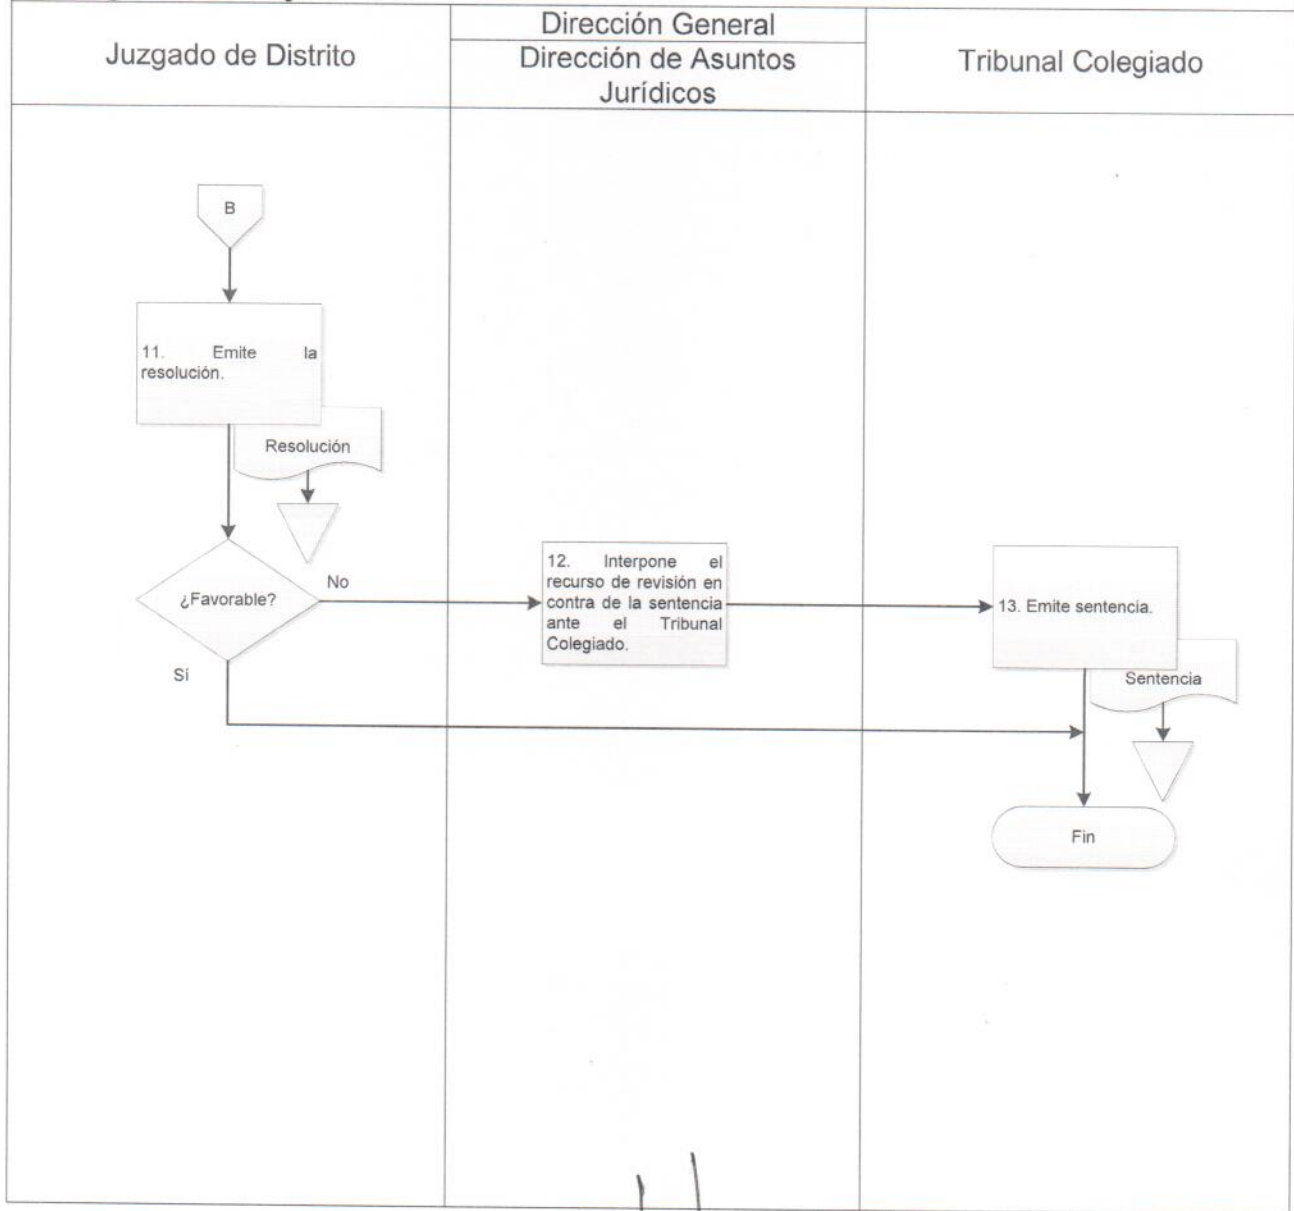 Juzgado de Distrito
Dirección General
Dirección de Asuntos
Jurídicos
Tribunal Colegiado
B
11. Emite la
resolución.
Resolución
¿Favorable?
No
Sí
12. Interpone el
recurso de revisión en
contra de la sentencia
ante el Tribunal
Colegiado.
13. Emite sentencia.
Sentencia
Fin